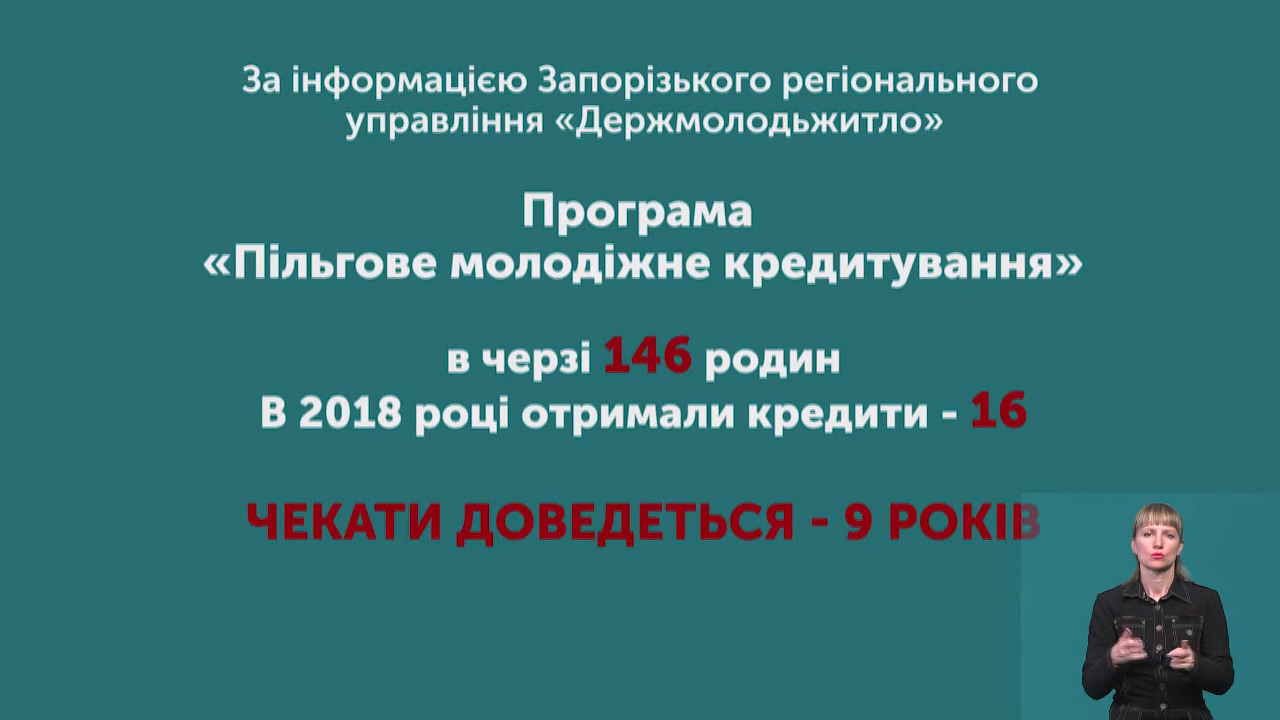 За інформацією Запорізького регіонального
управління «Держмолодьжитло»
Програма
«Пільгове молодіжне кредитування»
в черзі 146 родин
В 2018 році отримали кредити - 16
ЧЕКАТИ ДОВЕДЕТЬСЯ - 9 РОКІВ